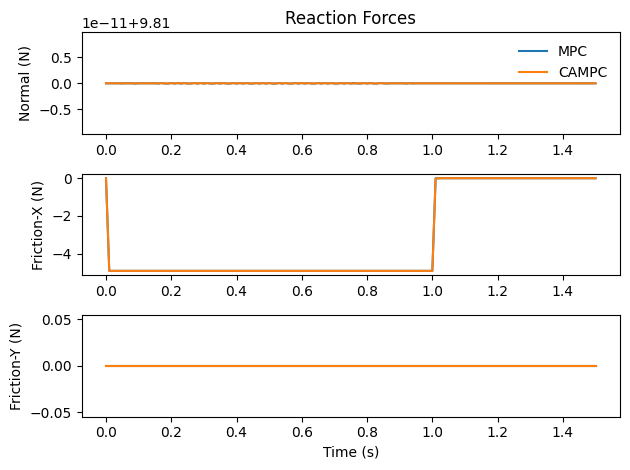 Reaction Forces
1e−11+9.81
Normal (N)
0.5
0.0
−0.5
MPC
CAMPC
0.0 0.2 0.4 0.6 0.8 1.0 1.2 1.4
Friction-X (N)
0
−2
−4
0.0 0.2 0.4 0.6 0.8 1.0 1.2 1.4
Friction-Y (N)
0.05
0.00
−0.05
0.0 0.2 0.4 0.6 0.8 1.0 1.2 1.4
Time (s)